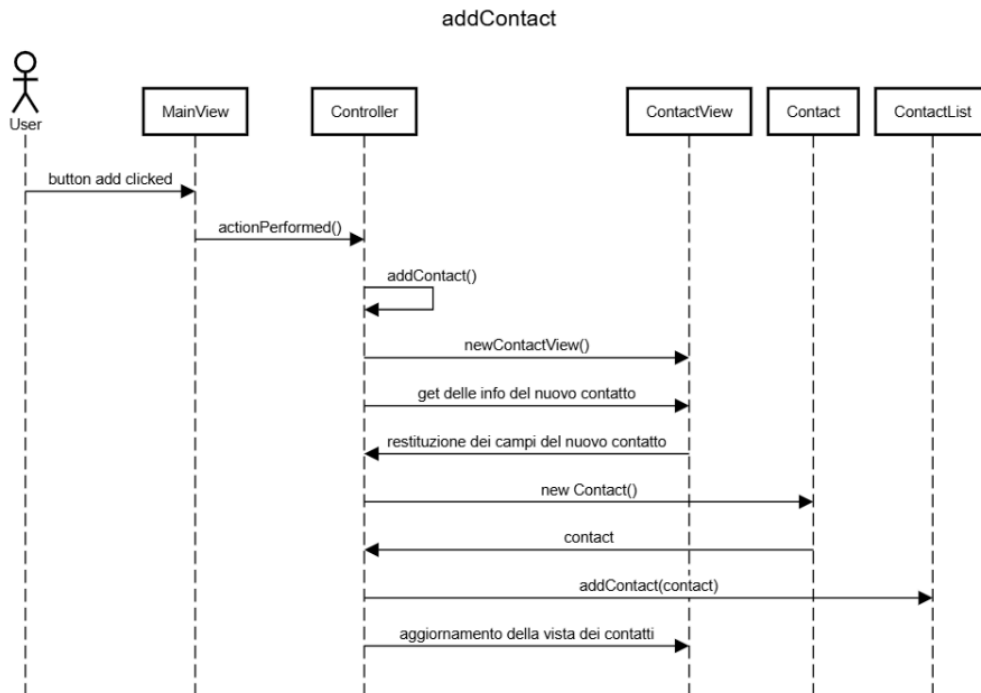 addContact
User
MainView
Controller
ContactView
Contact
ContactList
button add clicked
actionPerformed()
addContact()
newContactView()
get delle info del nuovo contatto
restituzione dei campi del nuovo contatto
new Contact()
contact
addContact(contact)
aggiornamento della vista dei contatti